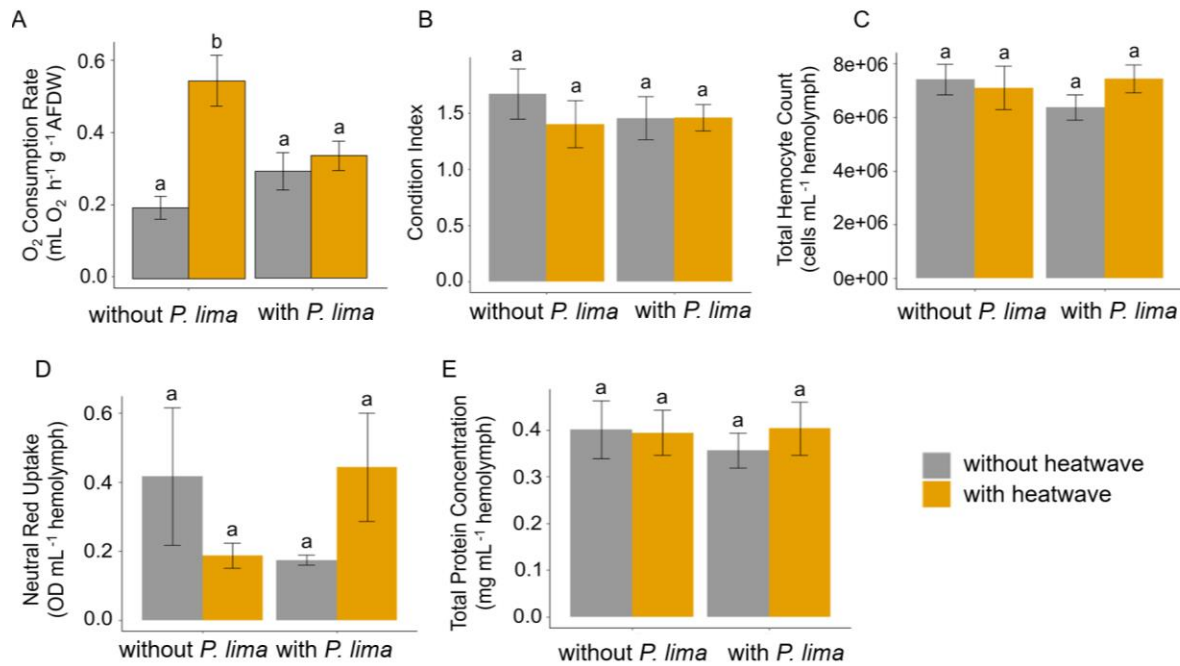 A
O₂ Consumption Rate
(mL O₂ h⁻¹ g⁻¹ AFDW)
0.6
0.4
0.2
0.0
a
b
a
a
without P. lima
with P. lima
B
Condition Index
1.5
1.0
0.5
0.0
a
a
a
a
without P. lima
with P. lima
C
Total Hemocyte Count
(cells mL⁻¹ hemolymph)
8e+06
6e+06
4e+06
2e+06
0e+00
a
a
a
a
without P. lima
with P. lima
D
Neutral Red Uptake
(OD mL⁻¹ hemolymph)
0.6
0.4
0.2
0.0
a
a
a
a
without P. lima
with P. lima
E
Total Protein Concentration
(mg mL⁻¹ hemolymph)
0.4
0.3
0.2
0.1
0.0
a
a
a
a
without P. lima
with P. lima
without heatwave
with heatwave